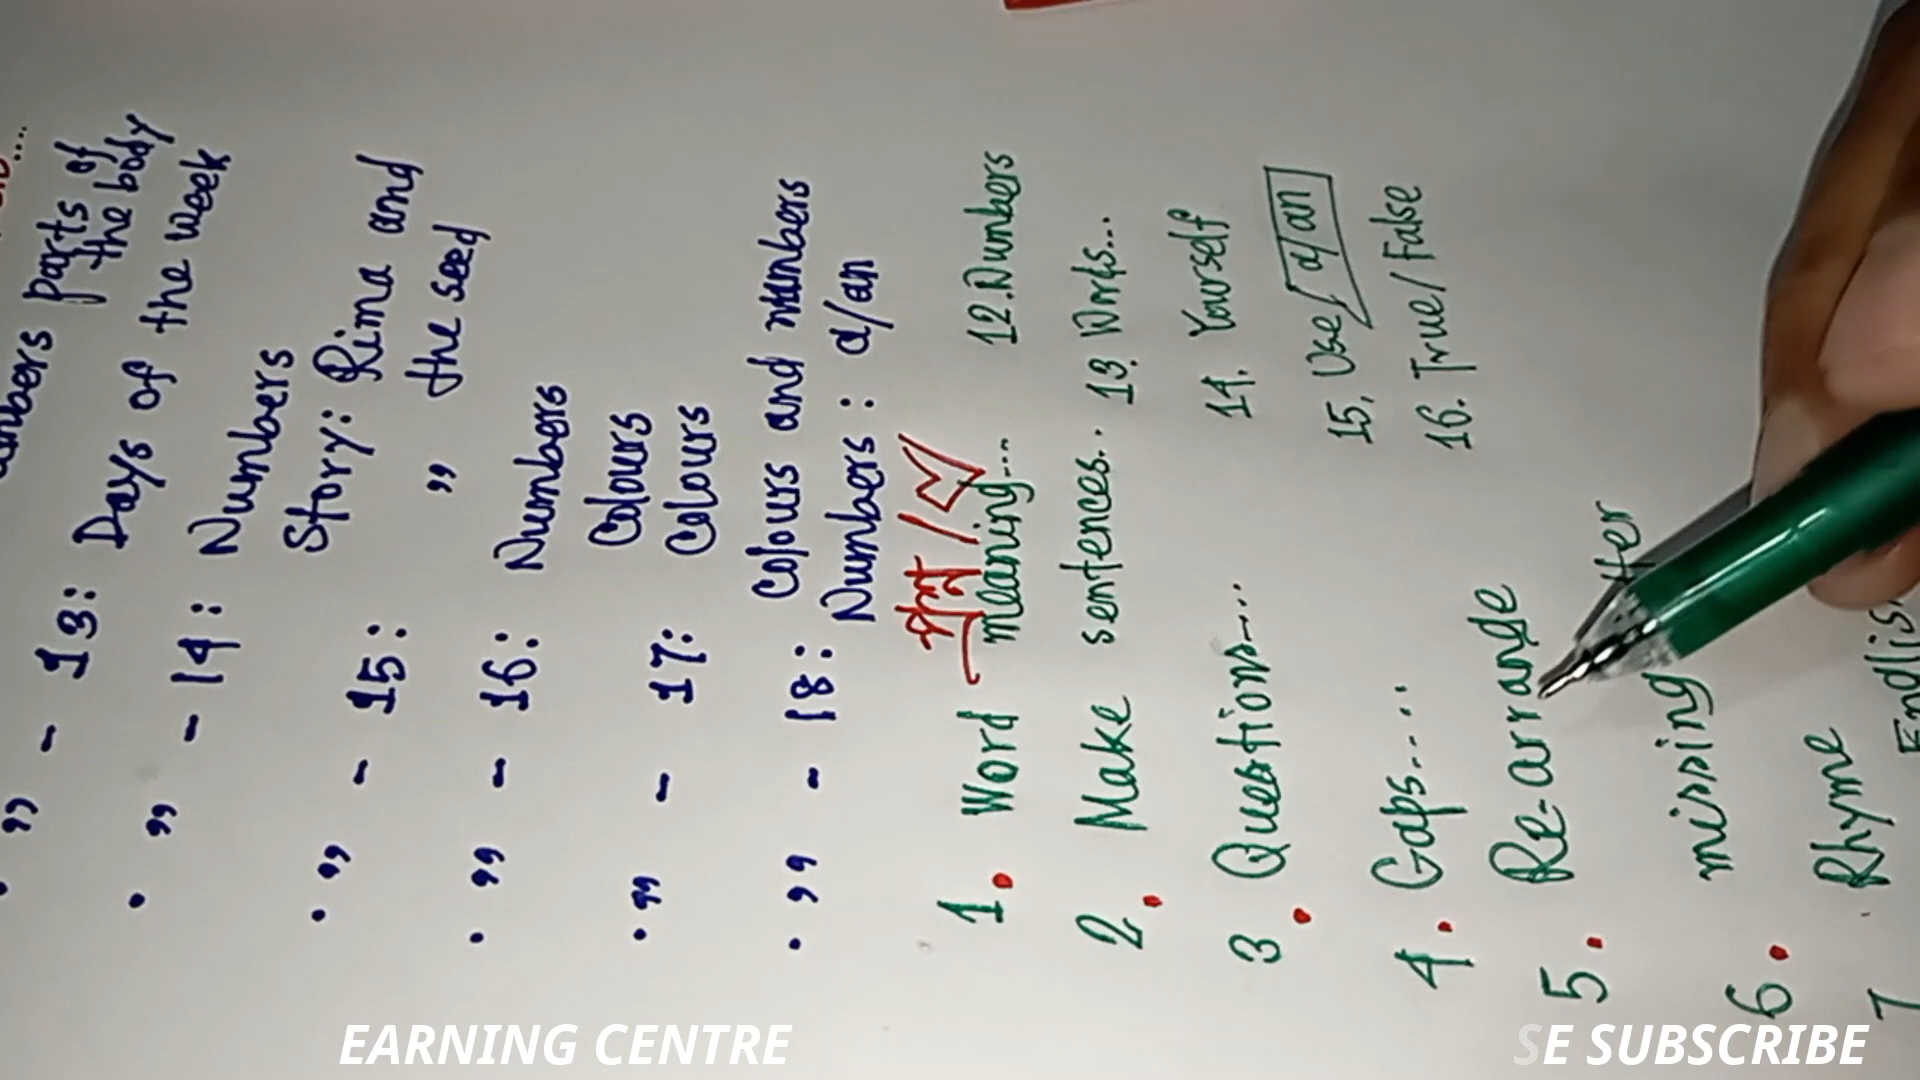 numbers parts of
the body
" - 13: Days of the week
" - 14: Numbers
Story: Rima and
" - 15: " the seed
" - 16: Numbers
Colours
" - 17: Colours
Colours and numbers
" - 18: Numbers : a/an
প্রশ্ন /
1. Word meaning... 12. Numbers
2. Make sentences.. 13. Words...
3. Questions.... 14. Yourself
4. Gaps..... 15. Use a/an
5. Re-arrange 16. True/False
6. missing
7. Rhyme
EARNING CENTRE
SE SUBSCRIBE